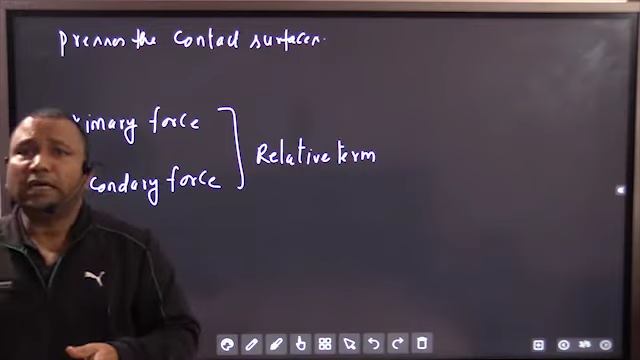 presses the contact surfaces.
rimary force
condary force
Relative term
PUMA